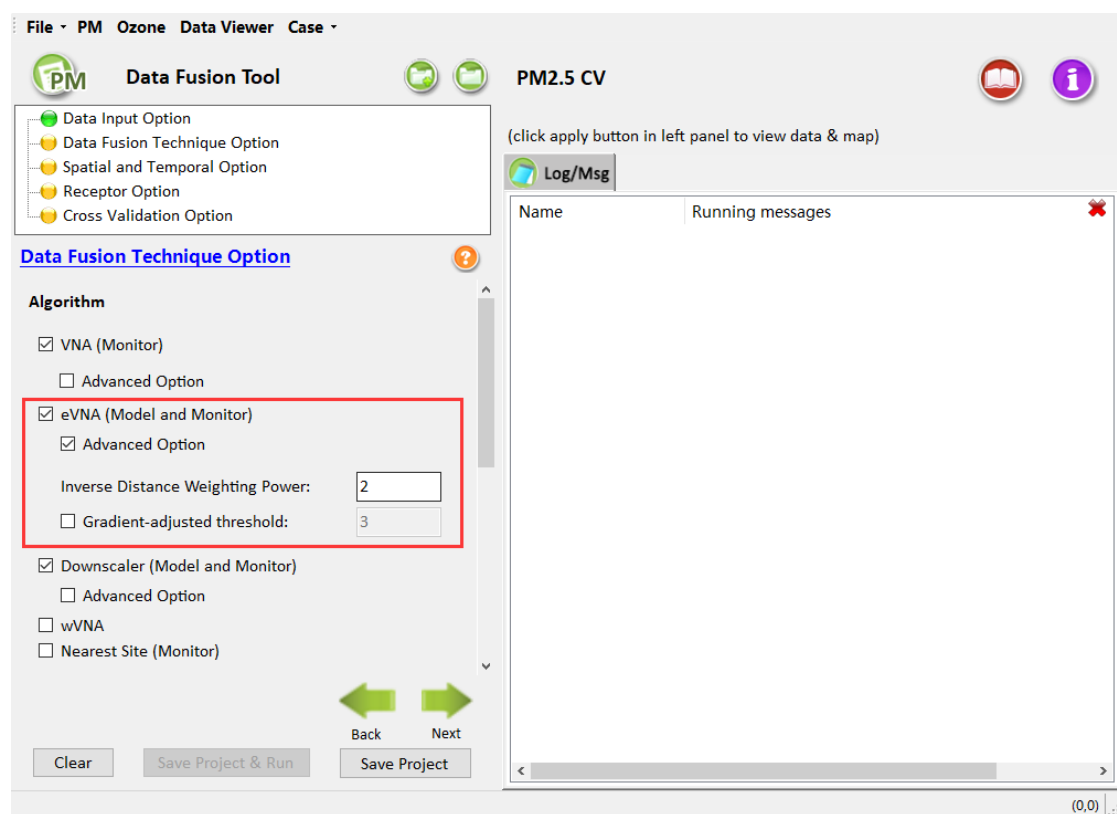 File PM Ozone Data Viewer Case
PM Data Fusion Tool
PM2.5 CV
i
Data Input Option
Data Fusion Technique Option
Spatial and Temporal Option
Receptor Option
Cross Validation Option
(click apply button in left panel to view data & map)
Log/Msg
Name Running messages
Data Fusion Technique Option
?
Algorithm
VNA (Monitor)
Advanced Option
eVNA (Model and Monitor)
Advanced Option
Inverse Distance Weighting Power: 2
Gradient-adjusted threshold: 3
Downscaler (Model and Monitor)
Advanced Option
wVNA
Nearest Site (Monitor)
Back Next
Clear Save Project & Run Save Project
(0,0)